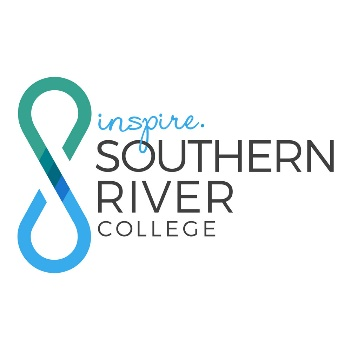 inspire.
SOUTHERN
RIVER
COLLEGE